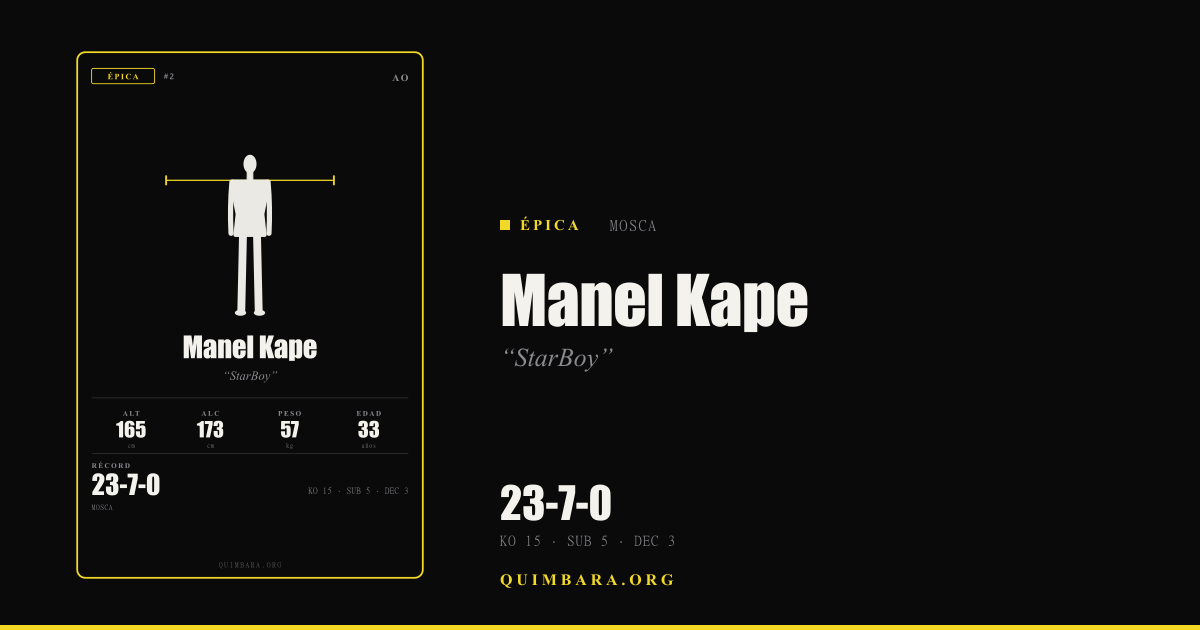 ÉPICA #2 AO
Manel Kape
“StarBoy”
ALT ALC PESO EDAD
165 173 57 33
cm cm kg años
RÉCORD
23-7-0
KO 15 · SUB 5 · DEC 3
MOSCA
QUIMBARA.ORG
ÉPICA MOSCA
Manel Kape
“StarBoy”
23-7-0
KO 15 · SUB 5 · DEC 3
QUIMBARA.ORG